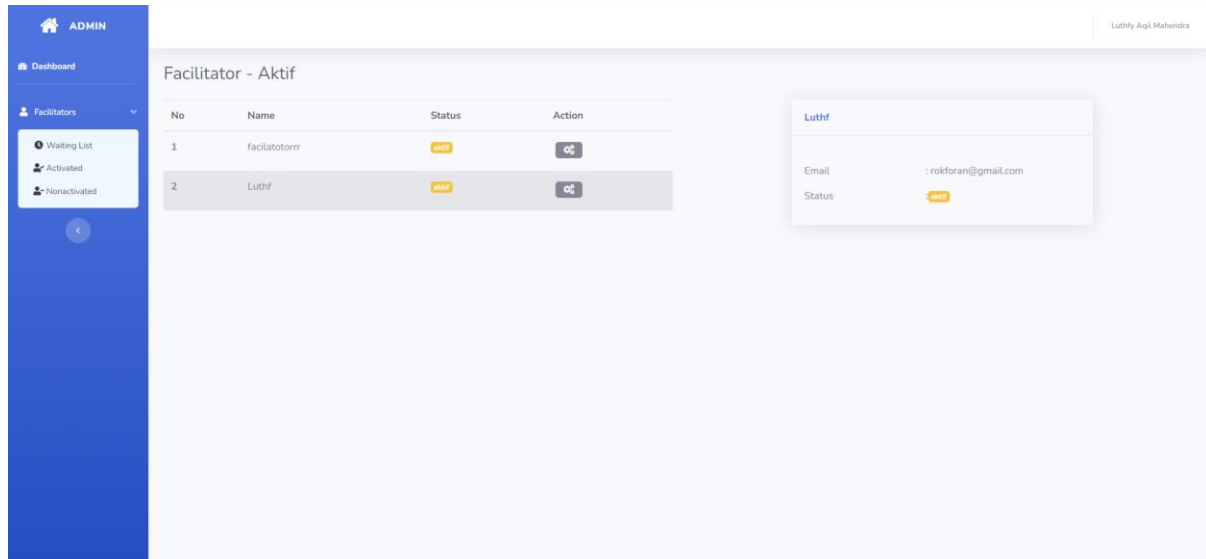 ADMIN
Luthfy Aqil Mahendra
Dashboard
Facilitators
Waiting List
Activated
Nonactivated
Facilitator - Aktif
No Name Status Action
1 facilatotorrr aktif
2 Luthf aktif
Luthf
Email : rokforan@gmail.com
Status : aktif